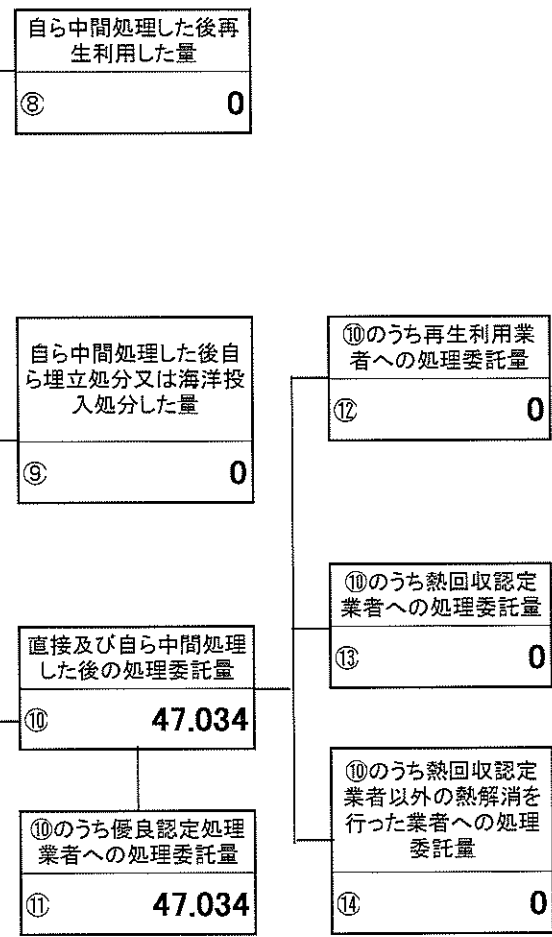 自ら中間処理した後再
生利用した量
⑧ 0
自ら中間処理した後自
ら埋立処分又は海洋投
入処分した量
⑨ 0
直接及び自ら中間処理
した後の処理委託量
⑩ 47.034
⑩のうち優良認定処理
業者への処理委託量
⑪ 47.034
⑩のうち再生利用業
者への処理委託量
⑫ 0
⑩のうち熱回収認定
業者への処理委託量
⑬ 0
⑩のうち熱回収認定
業者以外の熱解消を
行った業者への処理
委託量
⑭ 0